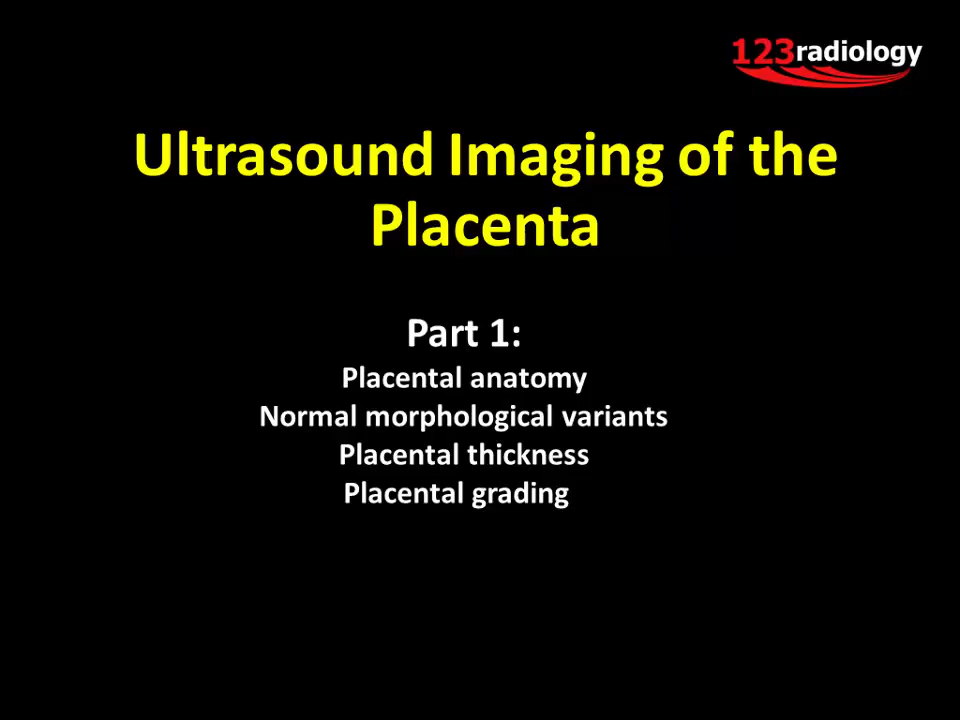 123radiology
Ultrasound Imaging of the
Placenta
Part 1:
Placental anatomy
Normal morphological variants
Placental thickness
Placental grading